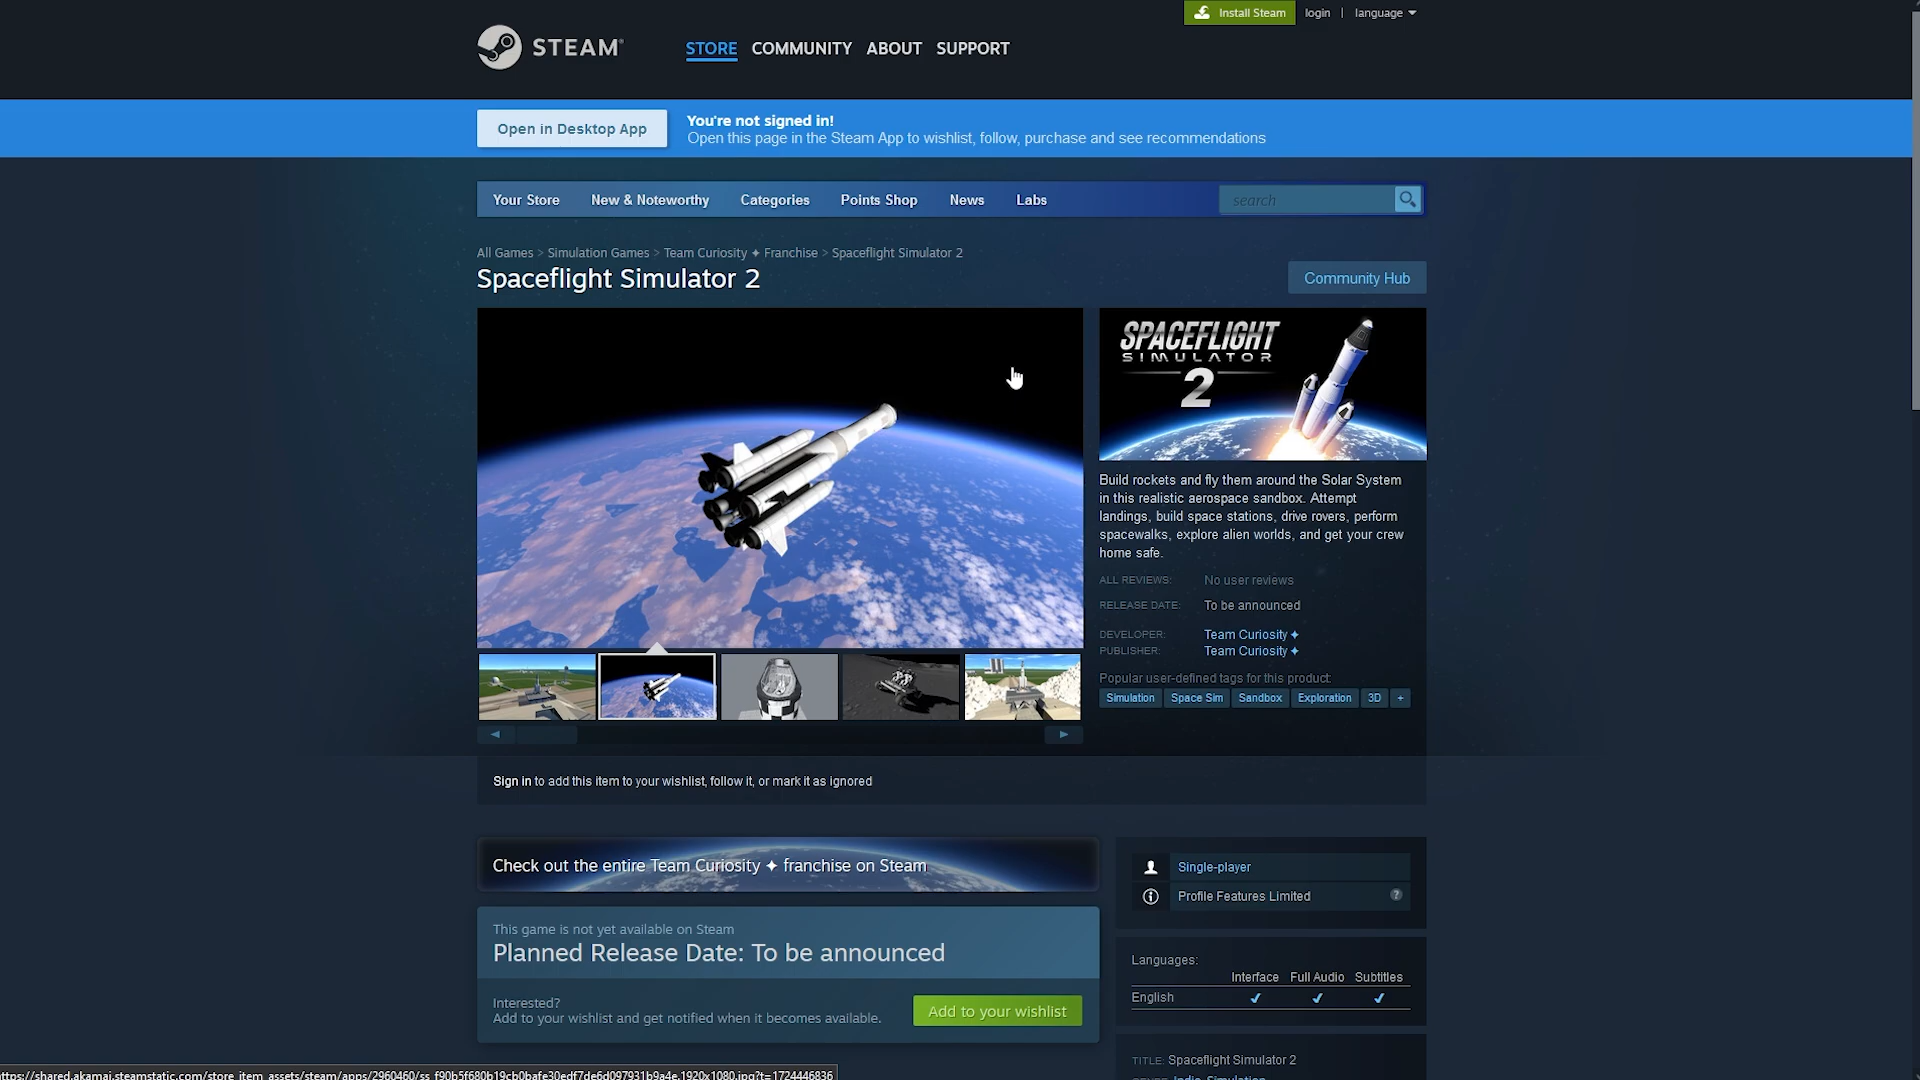 Install Steam
login | language
STEAM
STORE COMMUNITY ABOUT SUPPORT
Open in Desktop App
You're not signed in!
Open this page in the Steam App to wishlist, follow, purchase and see recommendations
Your Store New & Noteworthy Categories Points Shop News Labs
search
All Games > Simulation Games > Team Curiosity ✦ Franchise > Spaceflight Simulator 2
Spaceflight Simulator 2
Community Hub
SPACEFLIGHT
SIMULATOR
2
Build rockets and fly them around the Solar System
in this realistic aerospace sandbox. Attempt
landings, build space stations, drive rovers, perform
spacewalks, explore alien worlds, and get your crew
home safe.
ALL REVIEWS: No user reviews
RELEASE DATE: To be announced
DEVELOPER: Team Curiosity ✦
PUBLISHER: Team Curiosity ✦
Popular user-defined tags for this product:
Simulation Space Sim Sandbox Exploration 3D +
Sign in to add this item to your wishlist, follow it, or mark it as ignored
Check out the entire Team Curiosity ✦ franchise on Steam
This game is not yet available on Steam
Planned Release Date: To be announced
Interested?
Add to your wishlist and get notified when it becomes available.
Add to your wishlist
Single-player
Profile Features Limited ?
Languages:
Interface Full Audio Subtitles
English ✔ ✔ ✔
TITLE: Spaceflight Simulator 2